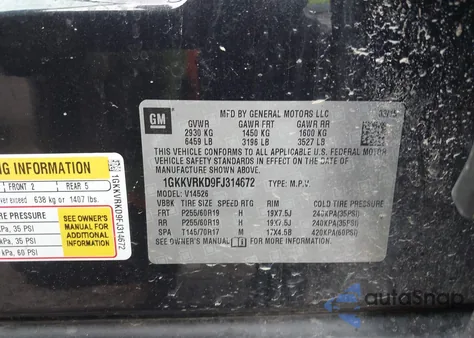 NG INFORMATION
FRONT 2 REAR 5
ver exceed 638 kg or 1407 lbs.
Pa, 35 PSI
Pa, 35 PSI
kPa, 60 PSI
SEE OWNER'S
MANUAL FOR
ADDITIONAL
INFORMATION
1GKKVRKD9FJ314672
GM
MFD BY GENERAL MOTORS LLC
GVWR GAWR FRT GAWR RR
2930 KG 1450 KG 1600 KG
6459 LB 3196 LB 3527 LB
THIS VEHICLE CONFORMS TO ALL APPLICABLE U.S. FEDERAL MOTOR
VEHICLE SAFETY STANDARDS IN EFFECT ON THE DATE OF
MANUFACTURE SHOWN ABOVE.
1GKKVRKD9FJ314672 TYPE: M.P.V
MODEL: V14526
VBBK TIRE SIZE SPEED RTG RIM COLD TIRE PRESSURE
FRT P255/60R19 H 19X7.5J 240KPA(35PSI)
RR P255/60R19 H 19X7.5J 240KPA(35PSI)
SPA T145/70R17 M 17X4.5B 420KPA(60PSI)
SEE OWNER'S MANUAL FOR MORE INFORMATION.
autoSnap